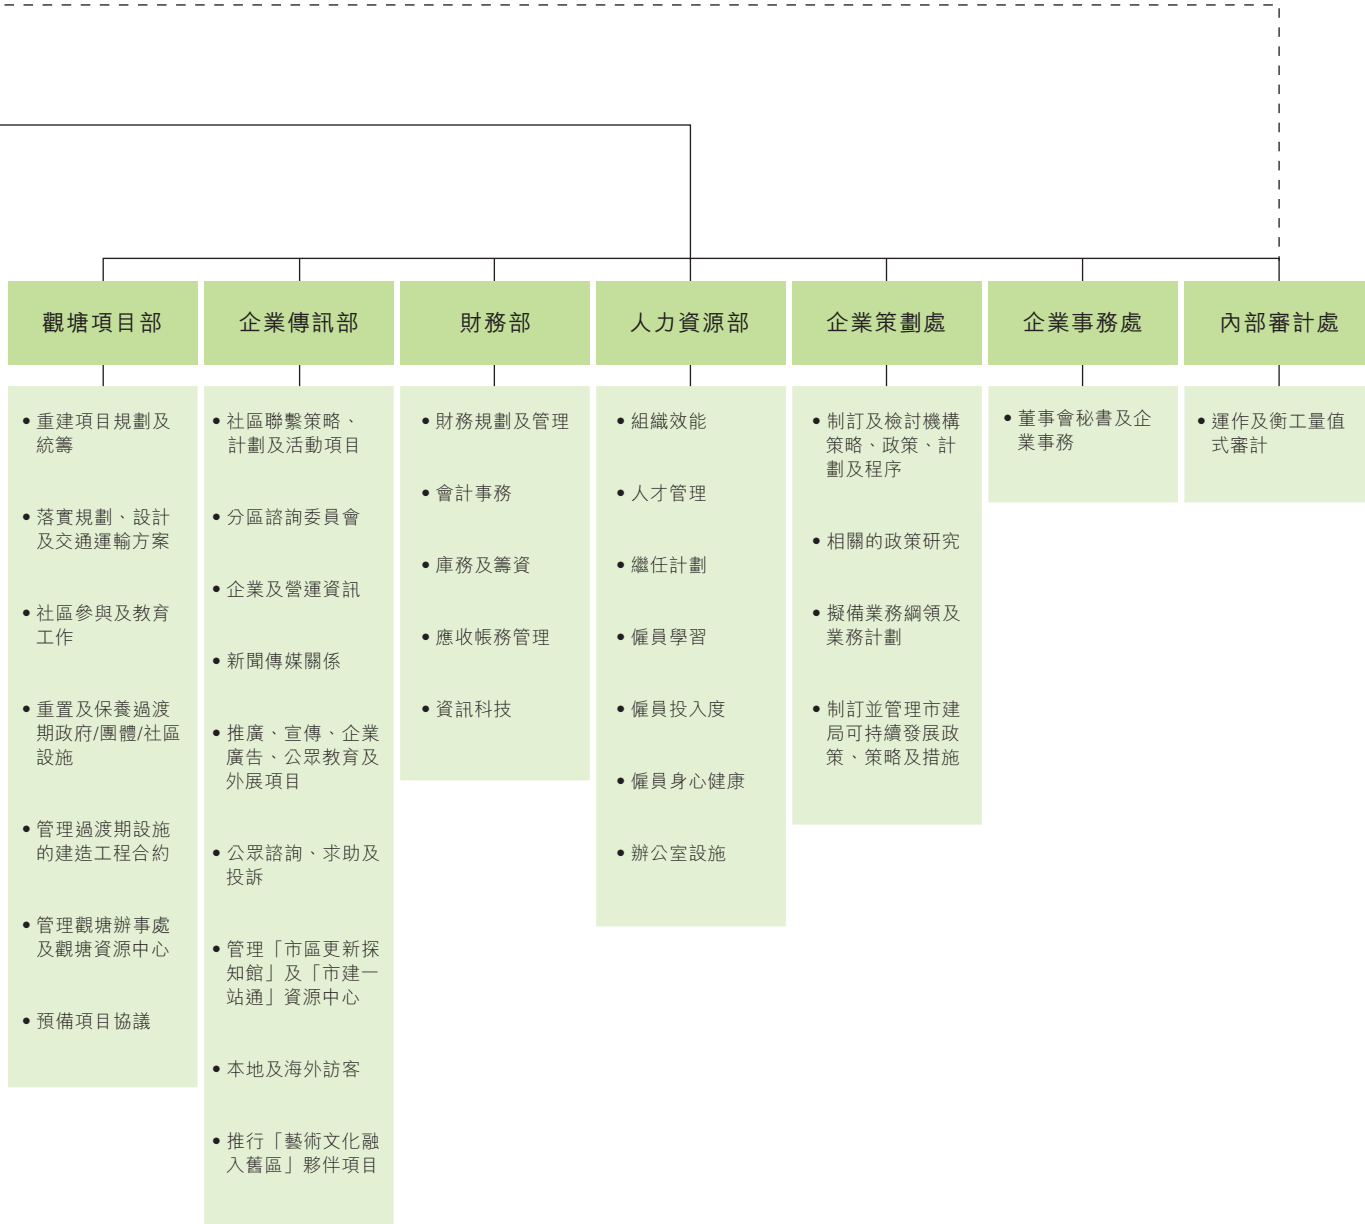 觀塘項目部
• 重建項目規劃及
統籌
• 落實規劃、設計
及交通運輸方案
• 社區參與及教育
工作
• 重置及保養過渡
期政府/團體/社區
設施
• 管理過渡期設施
的建造工程合約
• 管理觀塘辦事處
及觀塘資源中心
• 預備項目協議
企業傳訊部
• 社區聯繫策略、
計劃及活動項目
• 分區諮詢委員會
• 企業及營運資訊
• 新聞傳媒關係
• 推廣、宣傳、企業
廣告、公眾教育及
外展項目
• 公眾諮詢、求助及
投訴
• 管理「市區更新探
知館」及「市建一
站通」資源中心
• 本地及海外訪客
• 推行「藝術文化融
入舊區」夥伴項目
財務部
• 財務規劃及管理
• 會計事務
• 庫務及籌資
• 應收帳務管理
• 資訊科技
人力資源部
• 組織效能
• 人才管理
• 繼任計劃
• 僱員學習
• 僱員投入度
• 僱員身心健康
• 辦公室設施
企業策劃處
• 制訂及檢討機構
策略、政策、計
劃及程序
• 相關的政策研究
• 擬備業務綱領及
業務計劃
• 制訂並管理市建
局可持續發展政
策、策略及措施
企業事務處
• 董事會秘書及企
業事務
內部審計處
• 運作及衡工量值
式審計